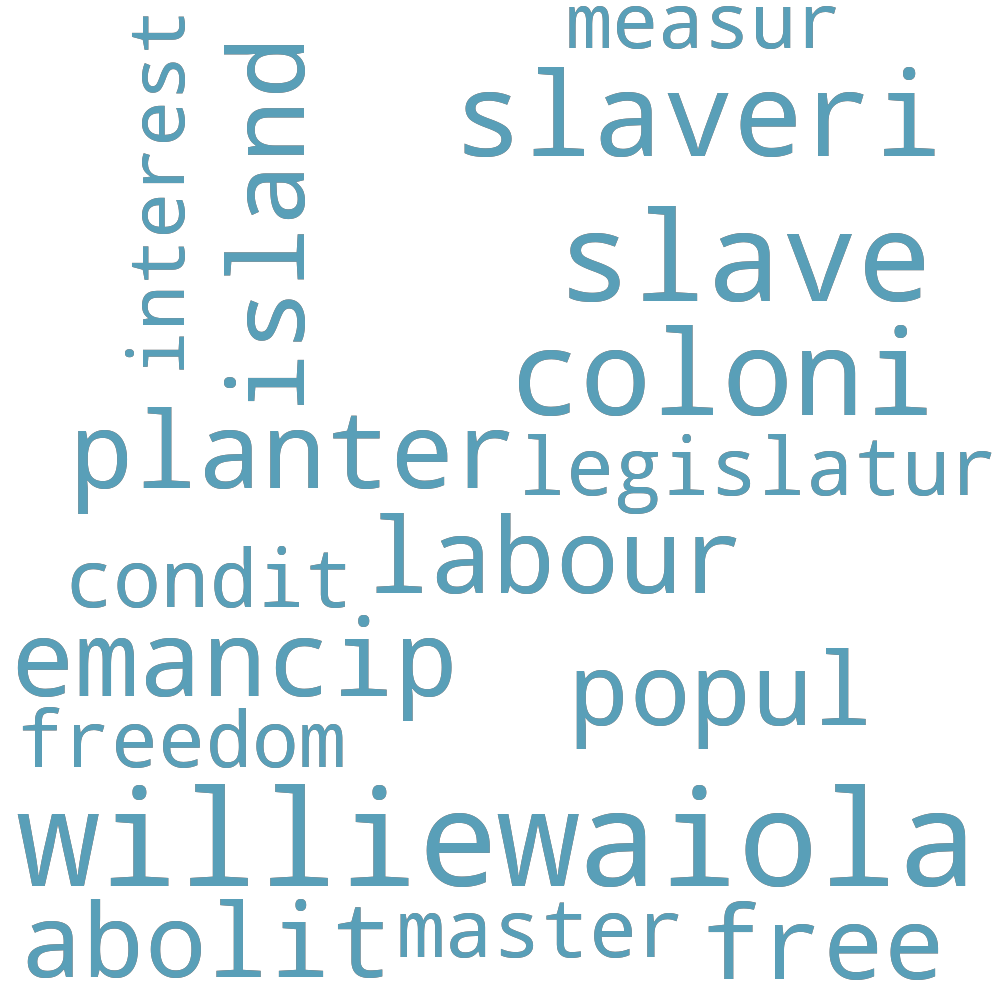 measur
interest
island
slaveri
slave
coloni
planter
legislatur
labour
condit
emancip
popul
freedom
williewaiola
abolit
master
free